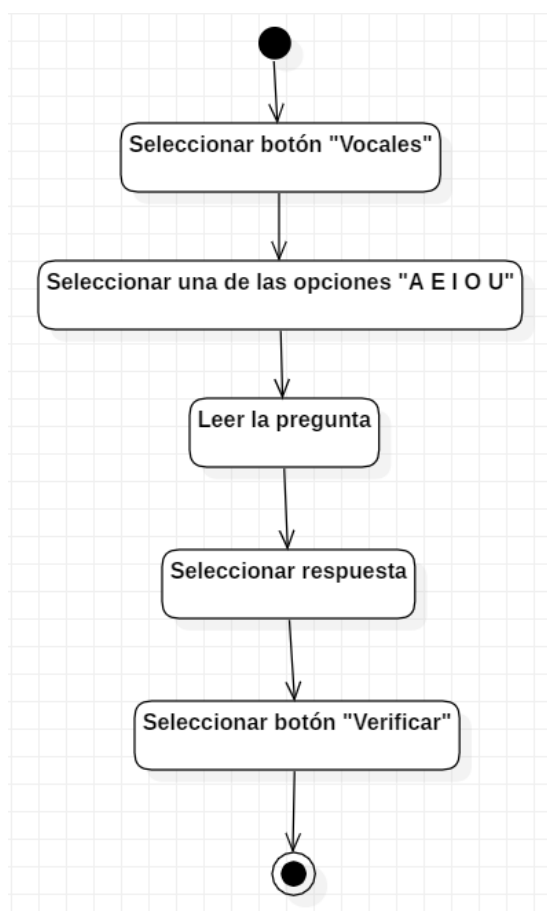 Seleccionar botón "Vocales"
Seleccionar una de las opciones "A E I O U"
Leer la pregunta
Seleccionar respuesta
Seleccionar botón "Verificar"